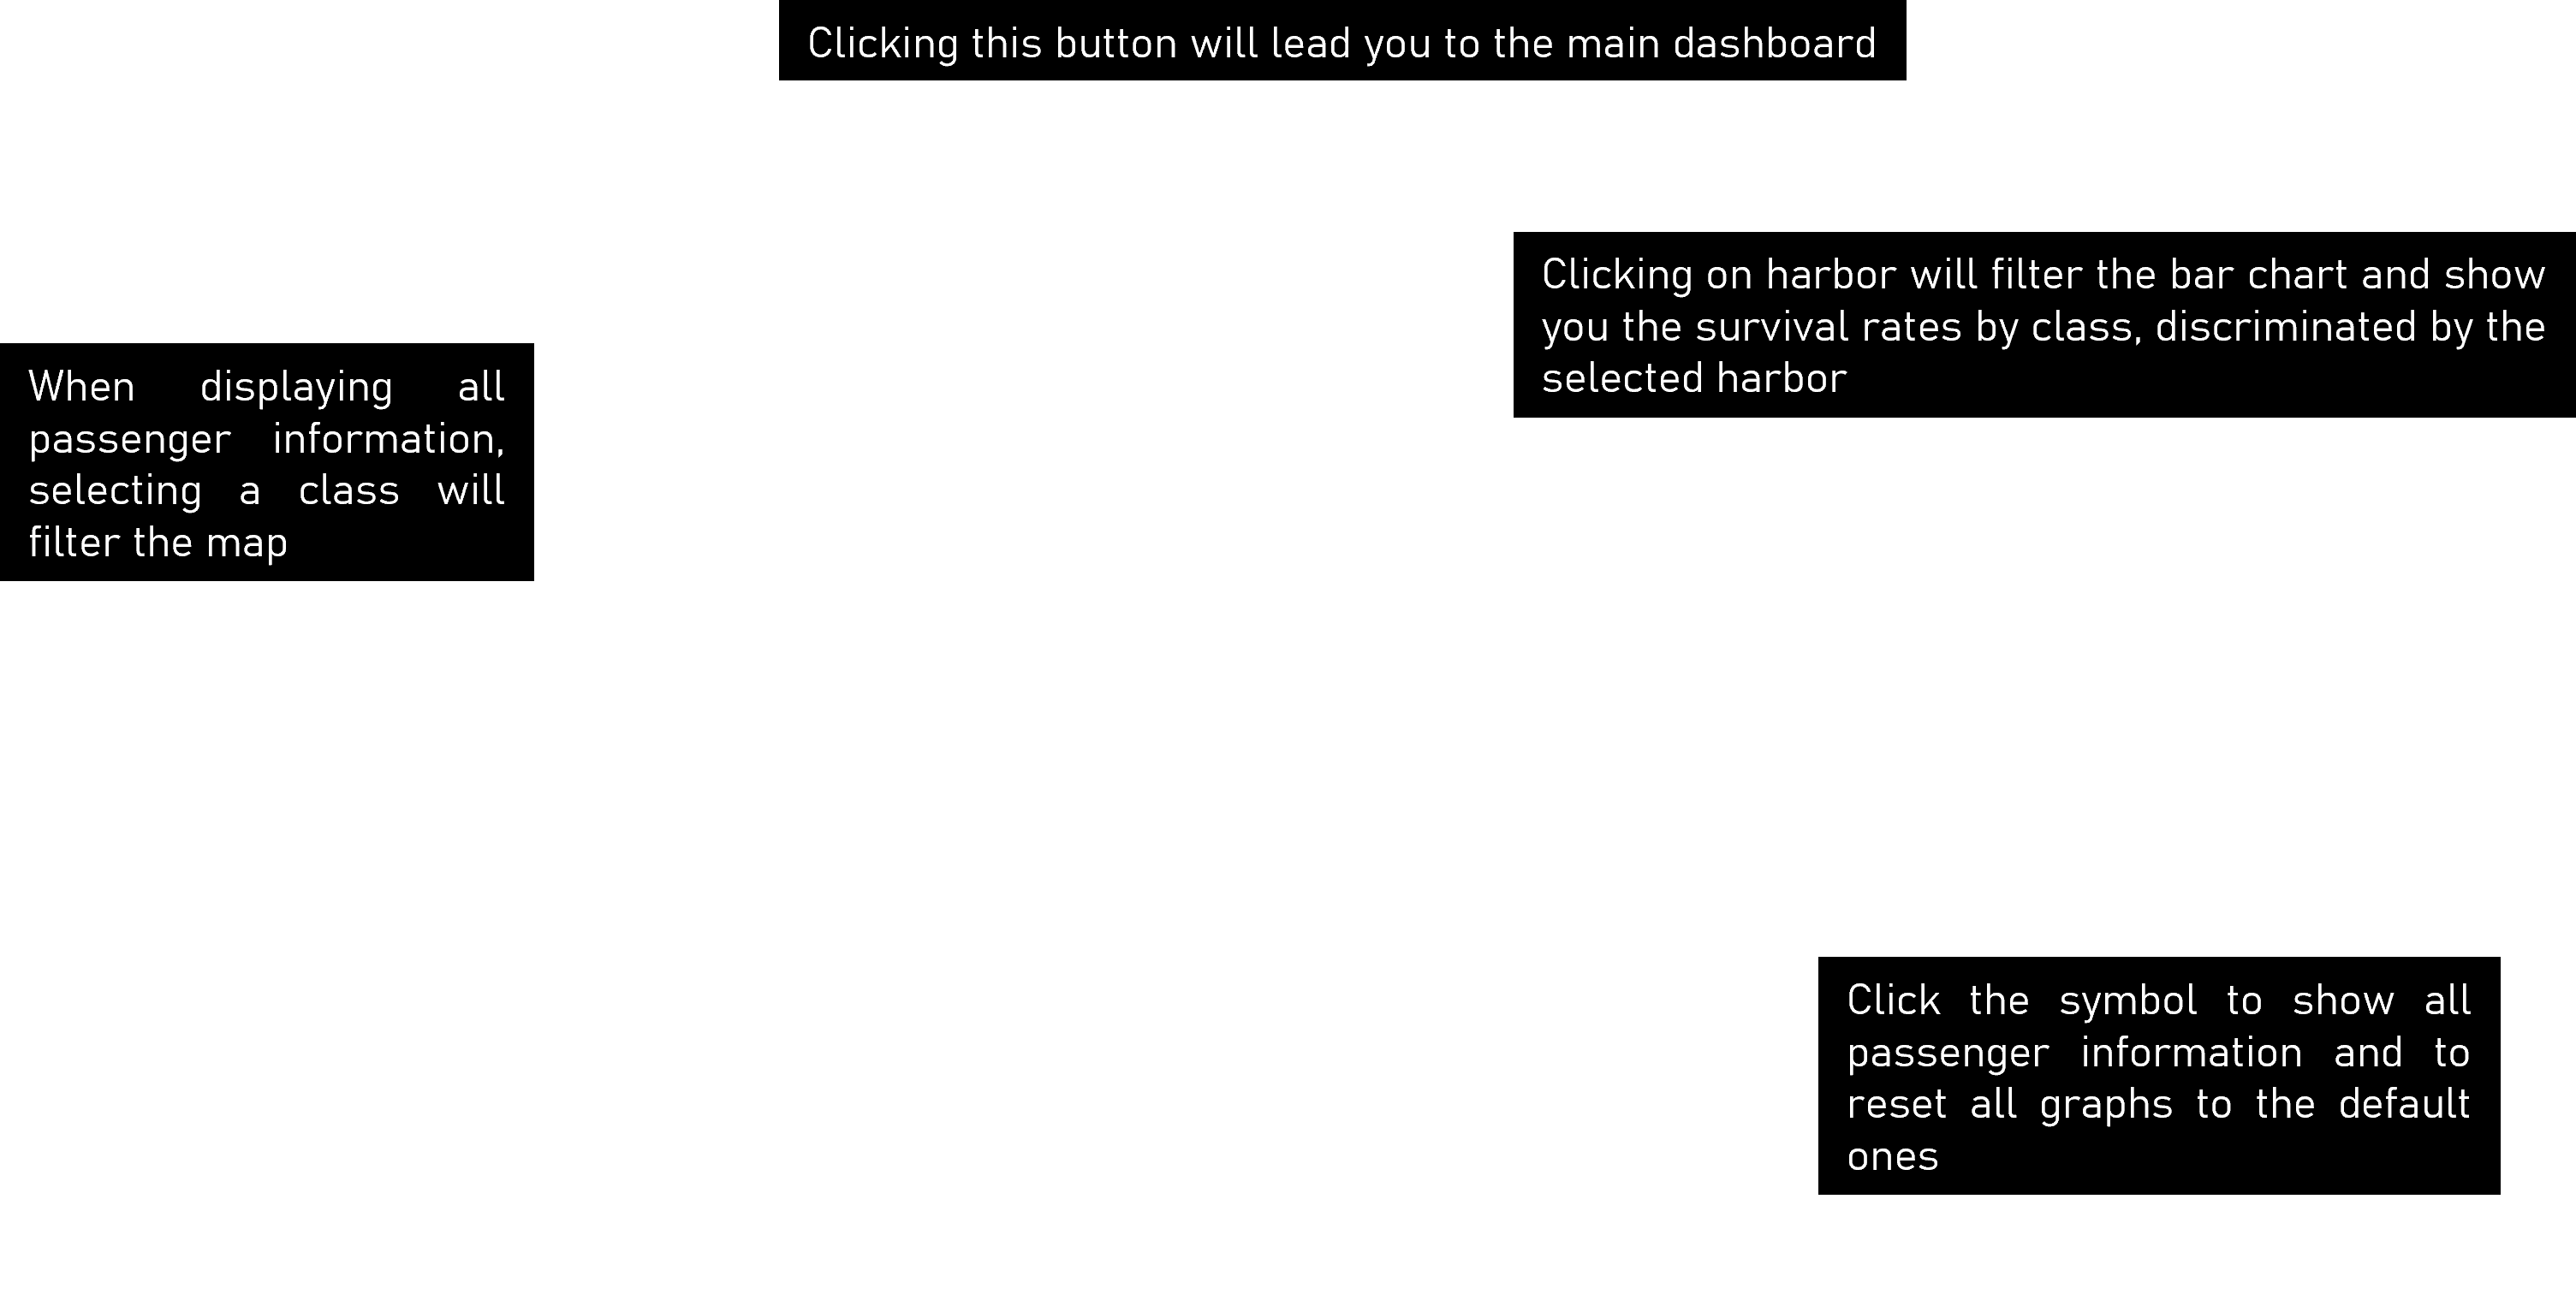 Clicking this button will lead you to the main dashboard
Clicking on harbor will filter the bar chart and show
you the survival rates by class, discriminated by the
selected harbor
When displaying all
passenger information,
selecting a class will
filter the map
Click the symbol to show all
passenger information and to
reset all graphs to the default
ones